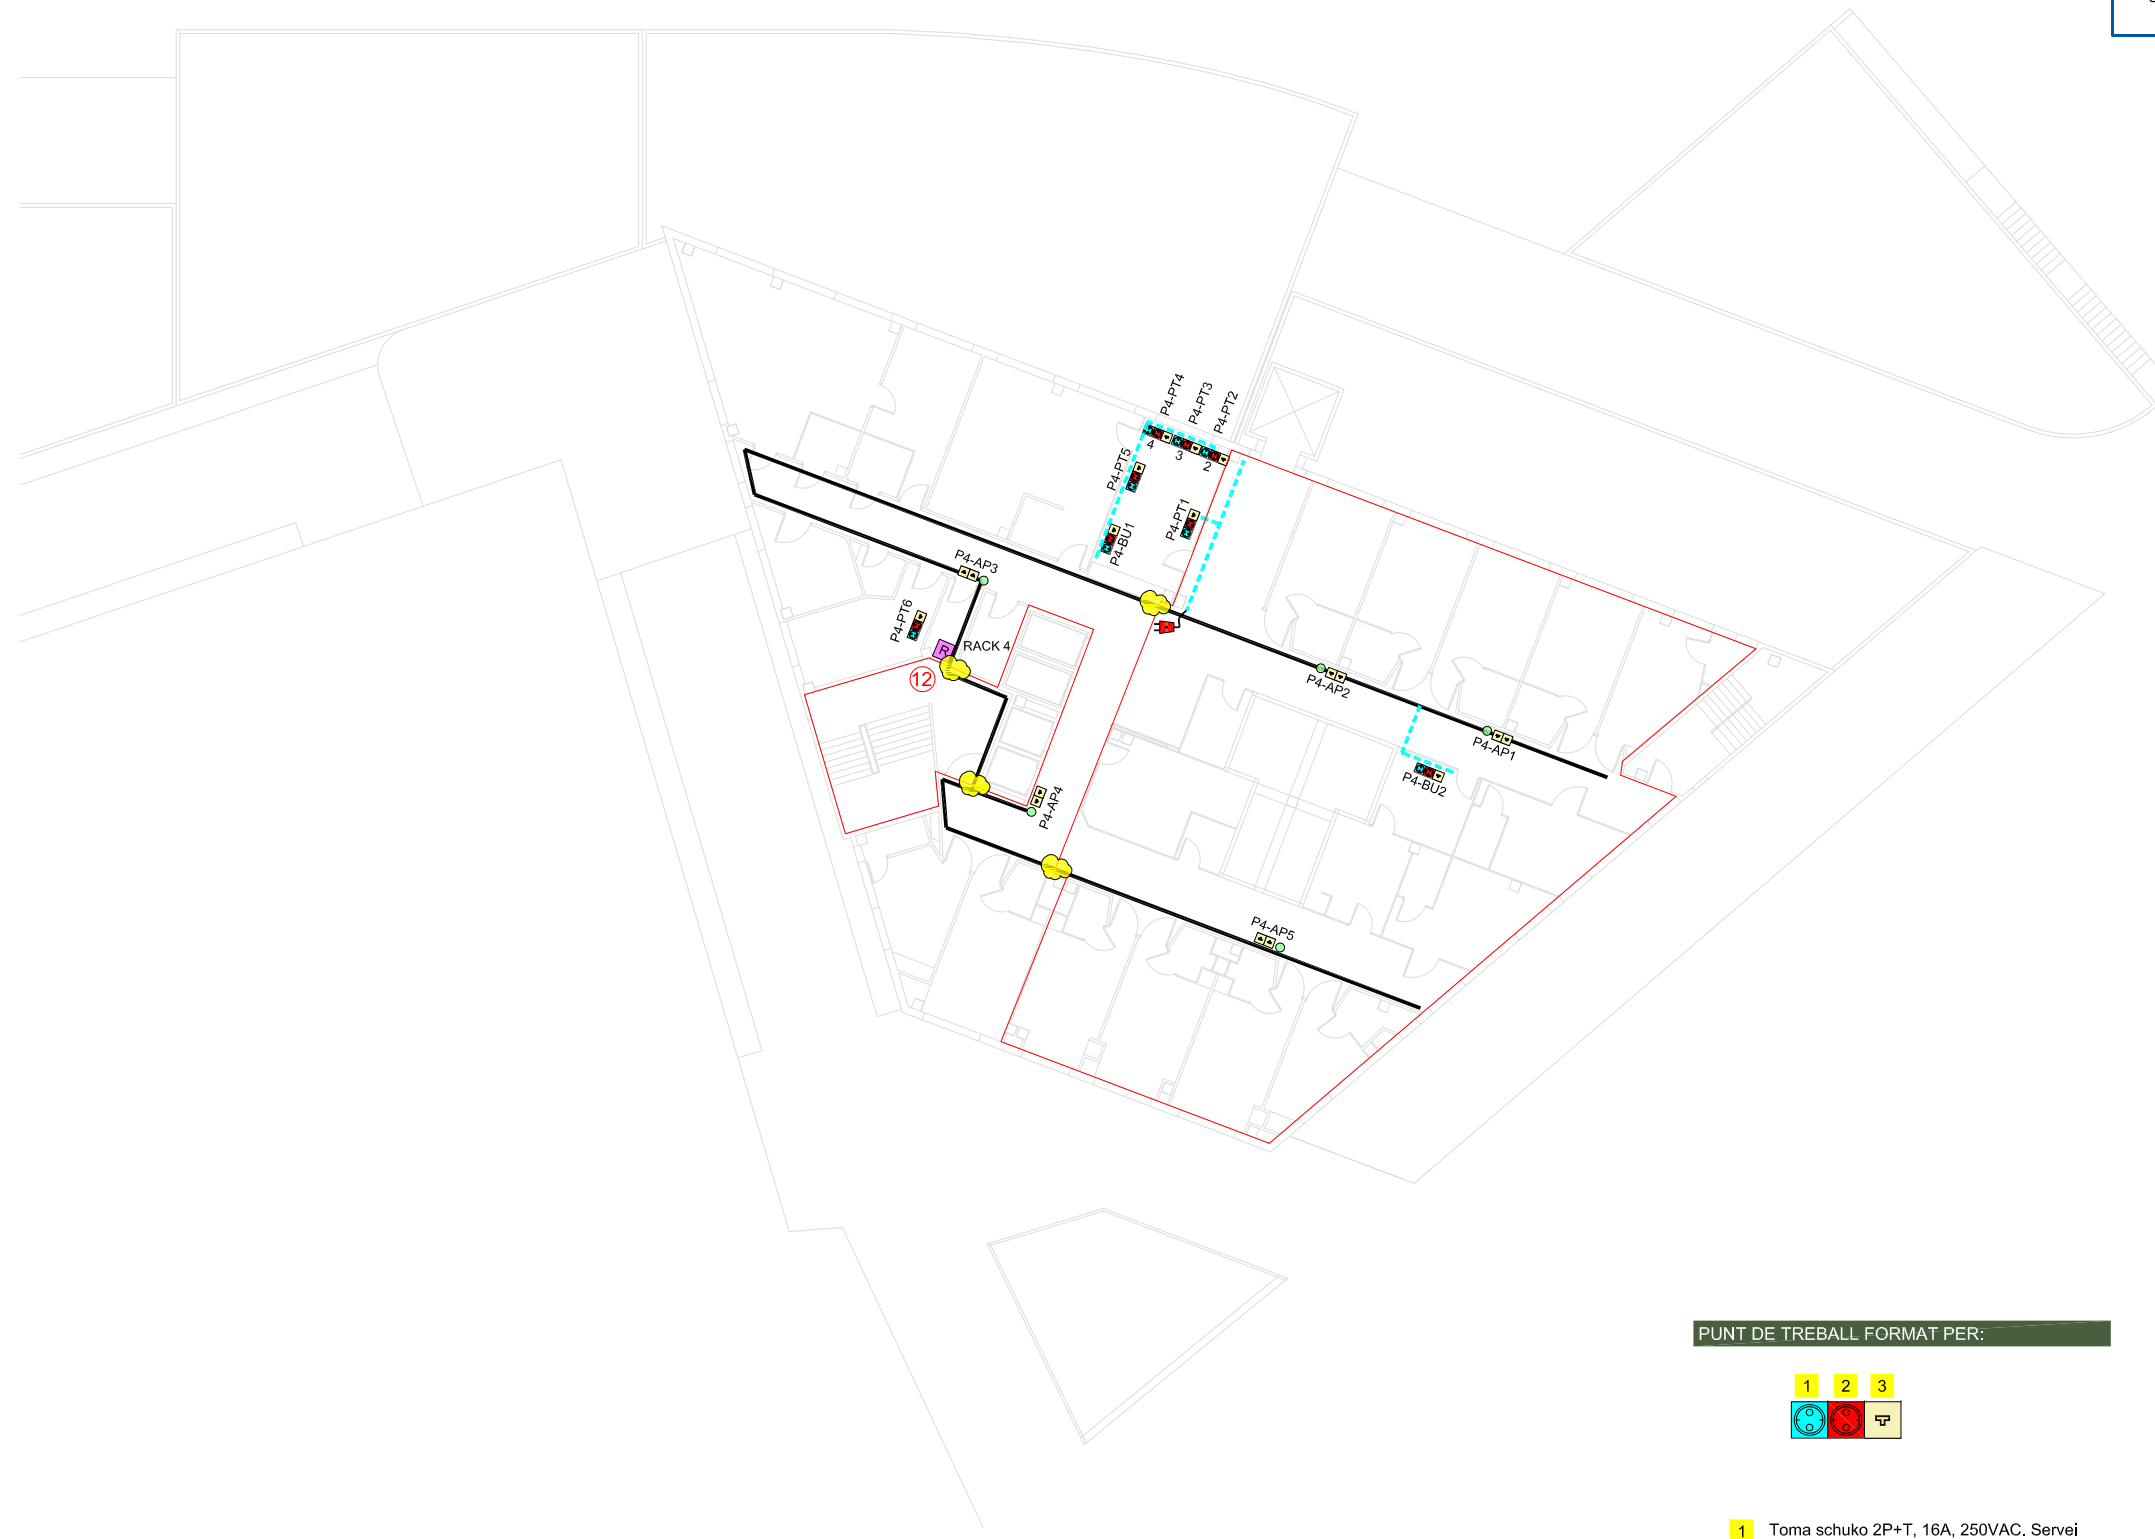 P4-PT4
P4-PT3
P4-PT2
4
3
2
P4-PT5
P4-PT1
P4-BU1
P4-AP3
P4-PT6
R
RACK 4
12
P4-AP2
P4-AP1
P4-BU2
P4-AP4
P4-AP5
PUNT DE TREBALL FORMAT PER:
1 2 3
1 Toma schuko 2P+T, 16A, 250VAC. Servei